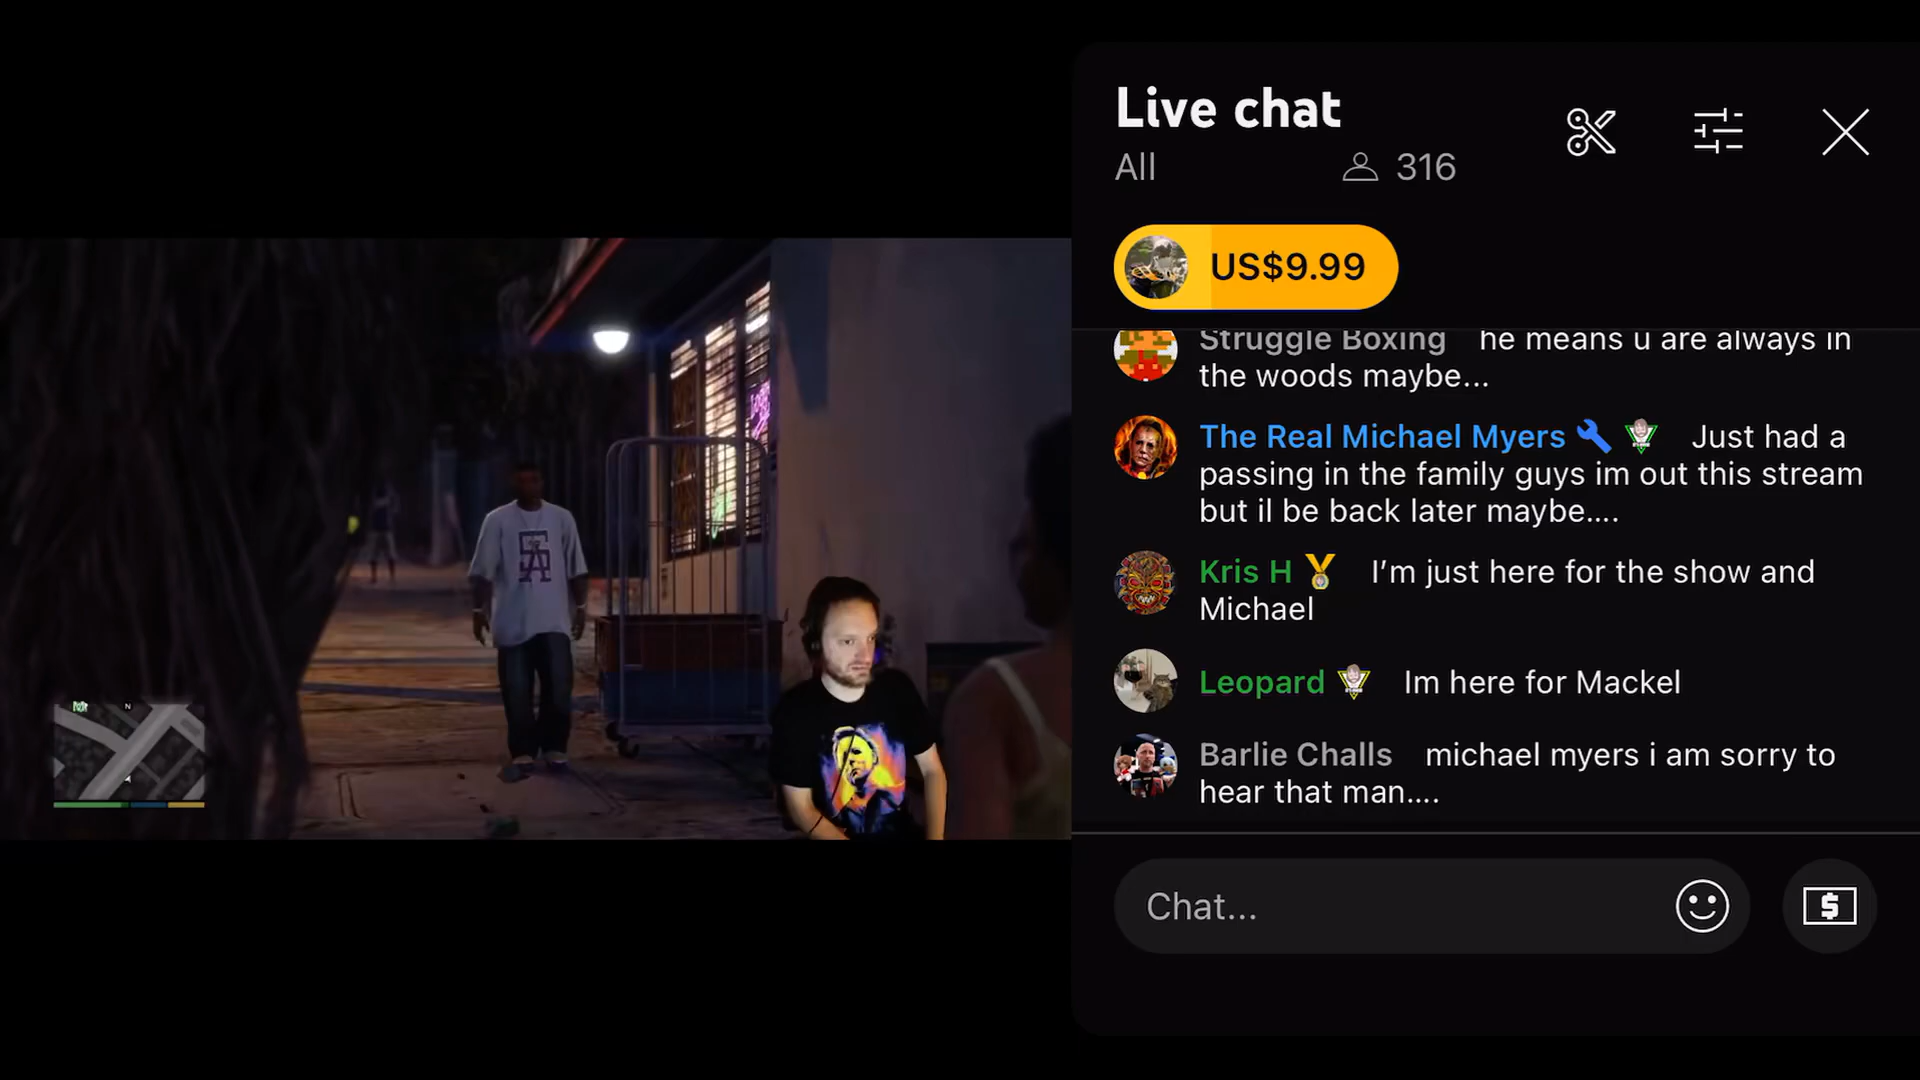 Live chat
All 316
US$9.99
Struggle Boxing he means u are always in
the woods maybe...
The Real Michael Myers Just had a
passing in the family guys im out this stream
but il be back later maybe....
Kris H I’m just here for the show and
Michael
Leopard Im here for Mackel
Barlie Challs michael myers i am sorry to
hear that man....
Chat...
SA
N